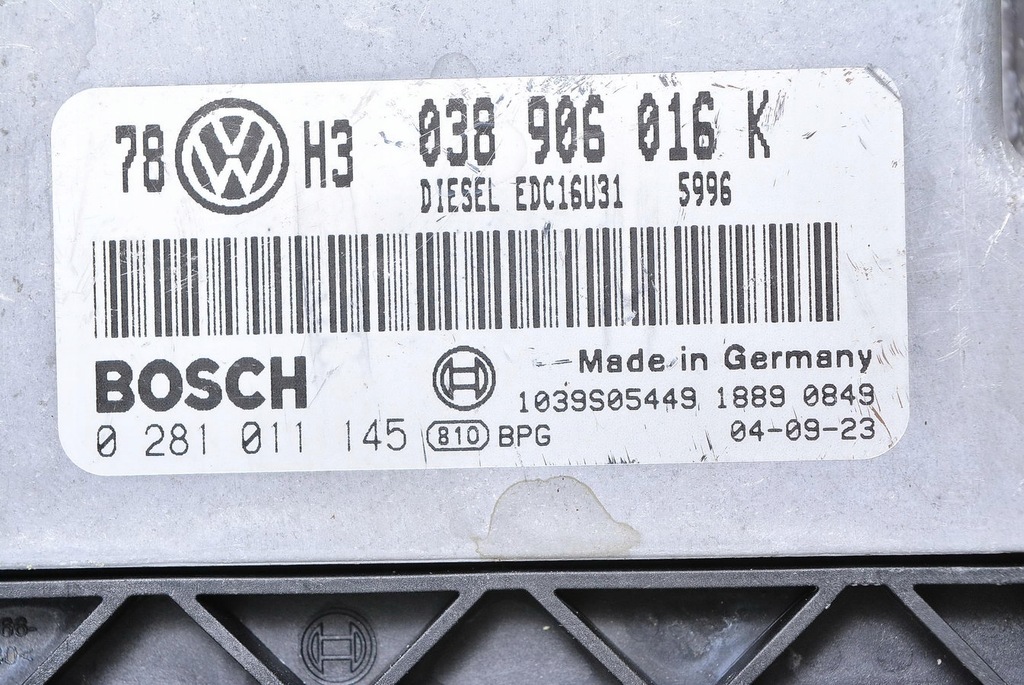 78 VW H3 038 906 016 K
DIESEL EDC16U31 5996
BOSCH Made in Germany
1039S05449 1889 0849
0 281 011 145 810 BPG 04-09-23